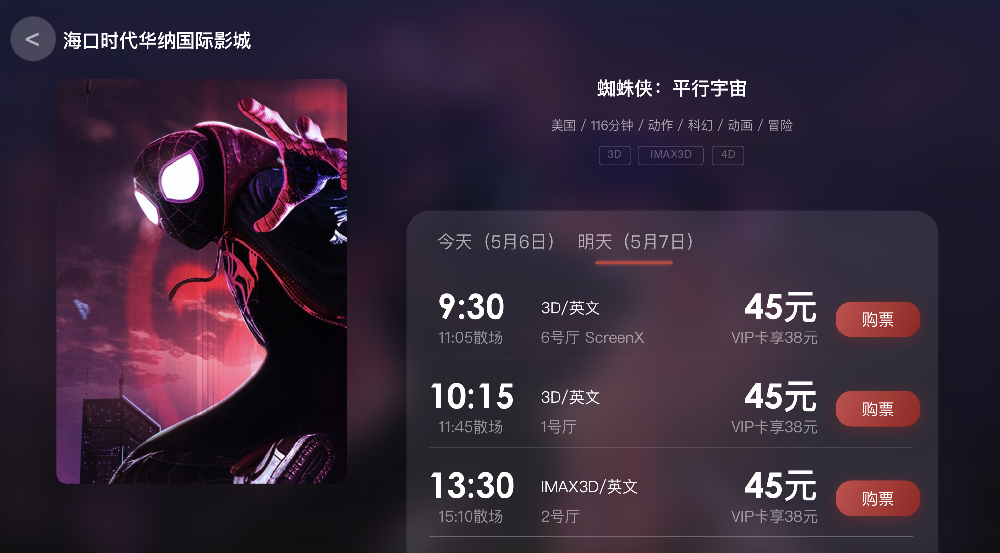 < 海口时代华纳国际影城
蜘蛛侠：平行宇宙
美国 / 116分钟 / 动作 / 科幻 / 动画 / 冒险
3D IMAX3D 4D
今天（5月6日） 明天（5月7日）
9:30 3D/英文 45元 购票
11:05散场 6号厅 ScreenX VIP卡享38元
10:15 3D/英文 45元 购票
11:45散场 1号厅 VIP卡享38元
13:30 IMAX3D/英文 45元 购票
15:10散场 2号厅 VIP卡享38元